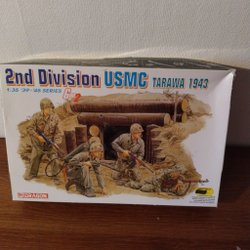 2nd Division USMC TARAWA 1943
1:35 '39-'45 SERIES
DRAGON